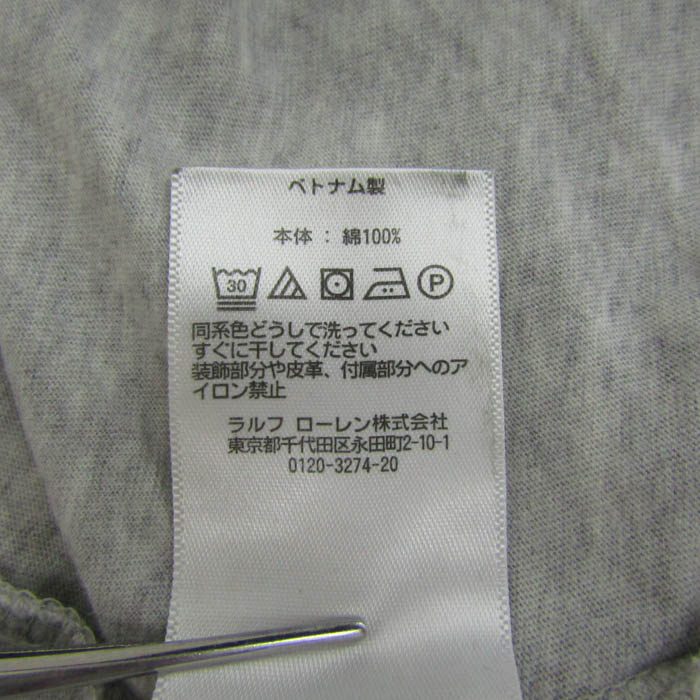 ベトナム製
本体 : 綿100%
30 P
同系色どうしで洗ってください
すぐに干してください
装飾部分や皮革、付属部分へのア
イロン禁止
ラルフ ローレン株式会社
東京都千代田区永田町2-10-1
0120-3274-20